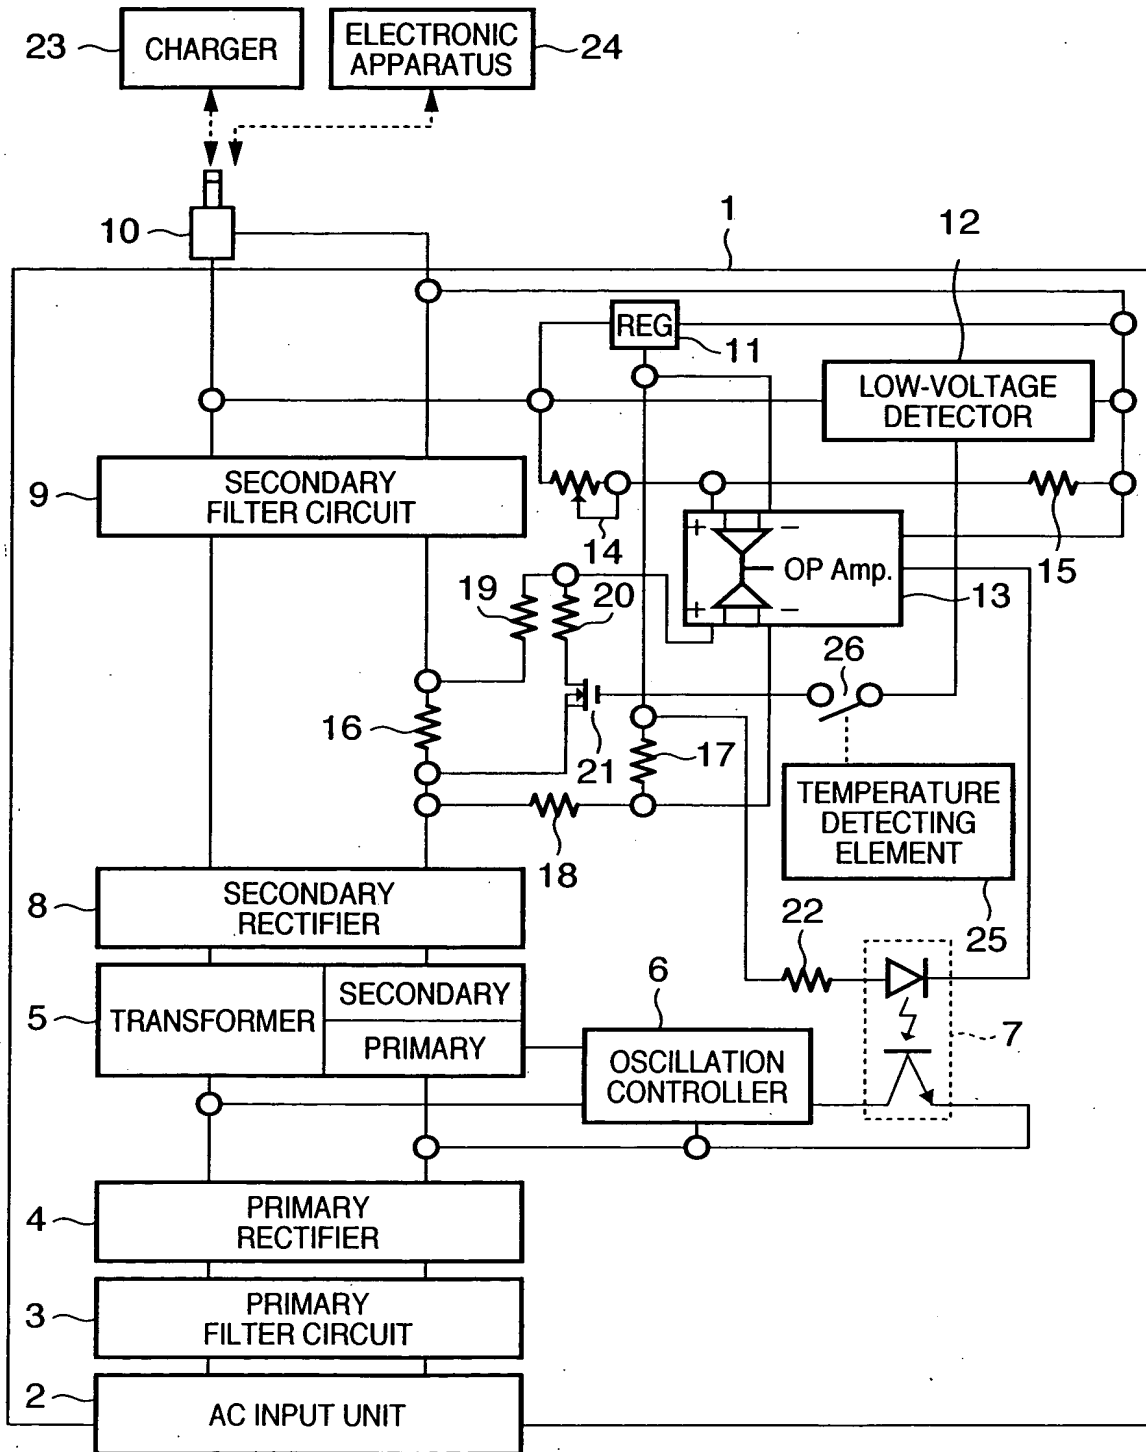 23
CHARGER
ELECTRONIC
APPARATUS
24
10
1
12
REG
11
LOW-VOLTAGE
DETECTOR
9
SECONDARY
FILTER CIRCUIT
14
+
−
OP Amp.
+
−
13
15
19
20
26
16
21
17
18
TEMPERATURE
DETECTING
ELEMENT
25
8
SECONDARY
RECTIFIER
22
5
TRANSFORMER
SECONDARY
PRIMARY
6
OSCILLATION
CONTROLLER
7
4
PRIMARY
RECTIFIER
3
PRIMARY
FILTER CIRCUIT
2
AC INPUT UNIT